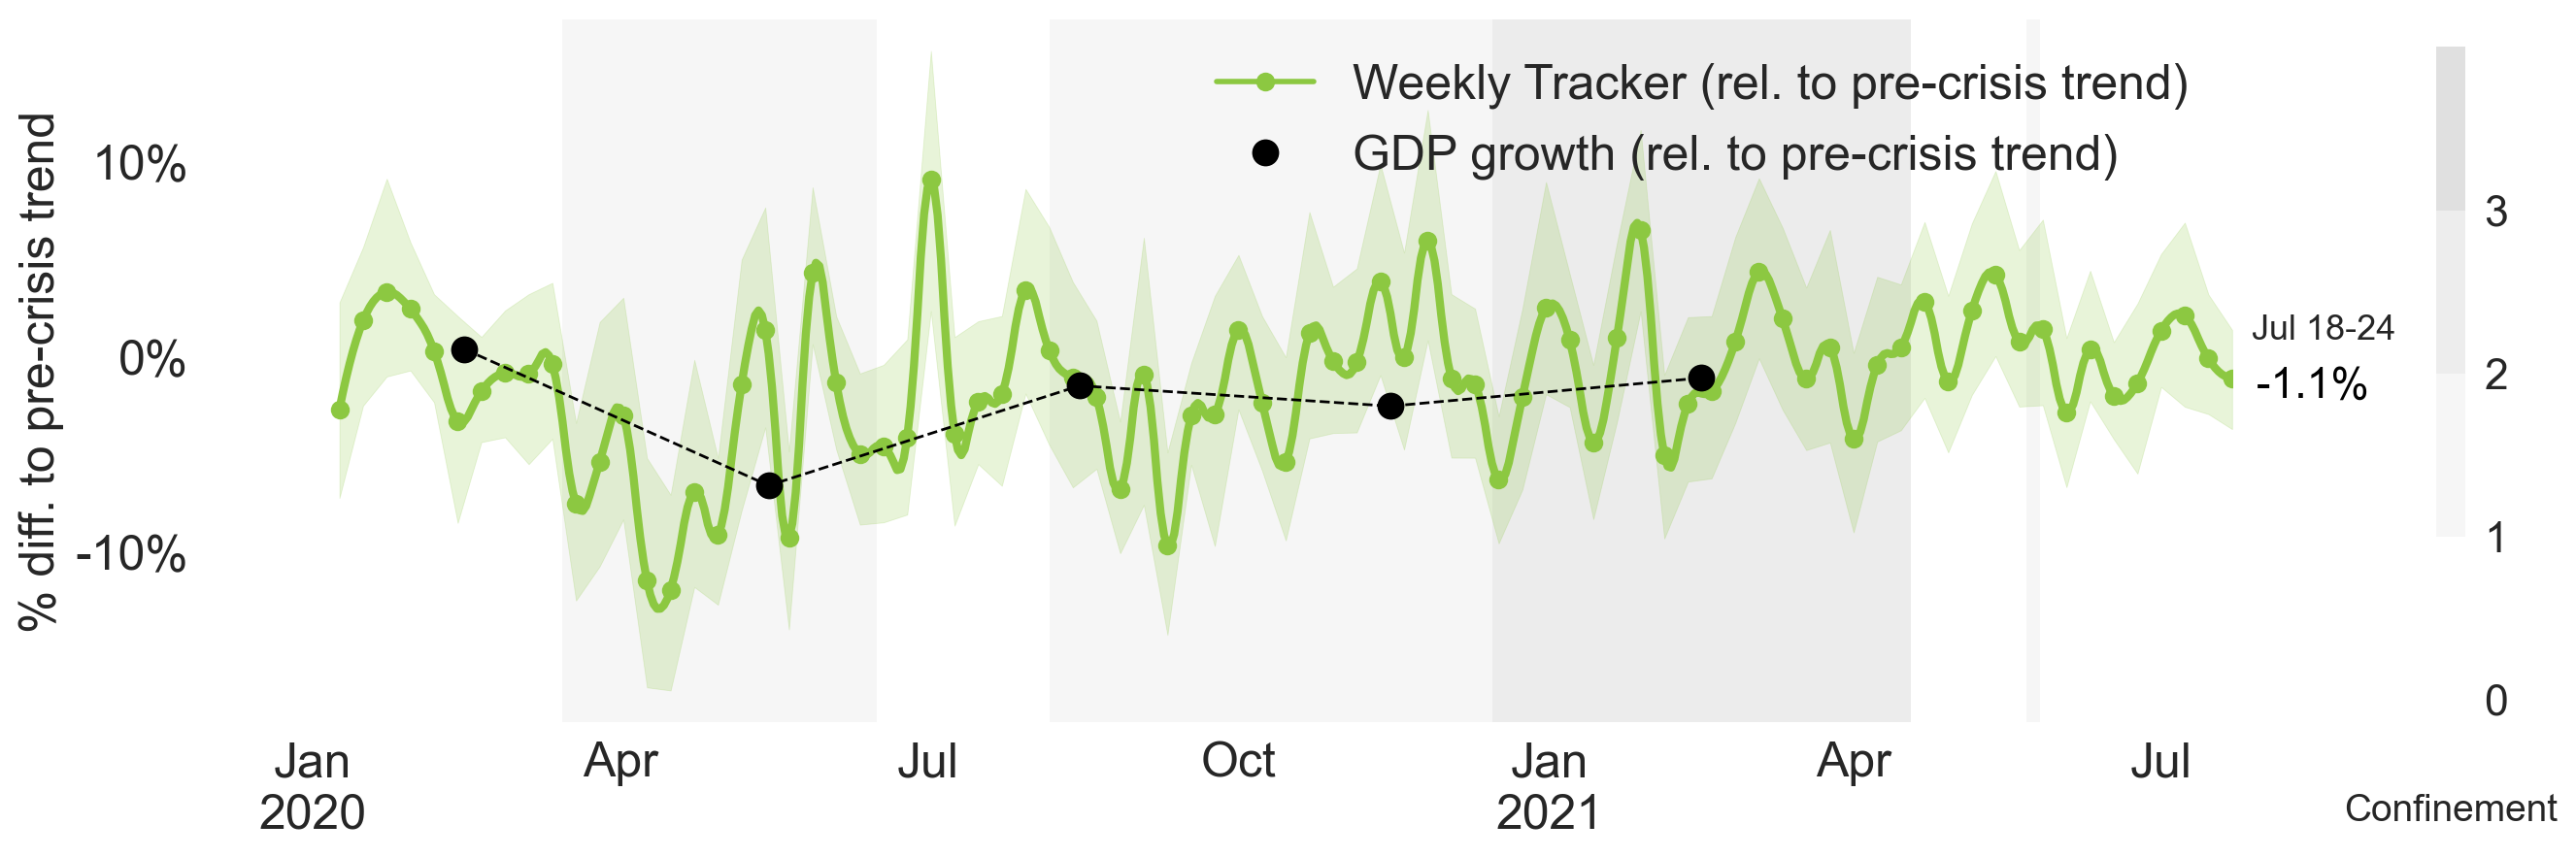 % diff. to pre-crisis trend
10%
0%
-10%
Weekly Tracker (rel. to pre-crisis trend)
GDP growth (rel. to pre-crisis trend)
Jul 18-24
-1.1%
3
2
1
0
Jan Apr Jul Oct Jan Apr Jul
2020 2021
Confinement